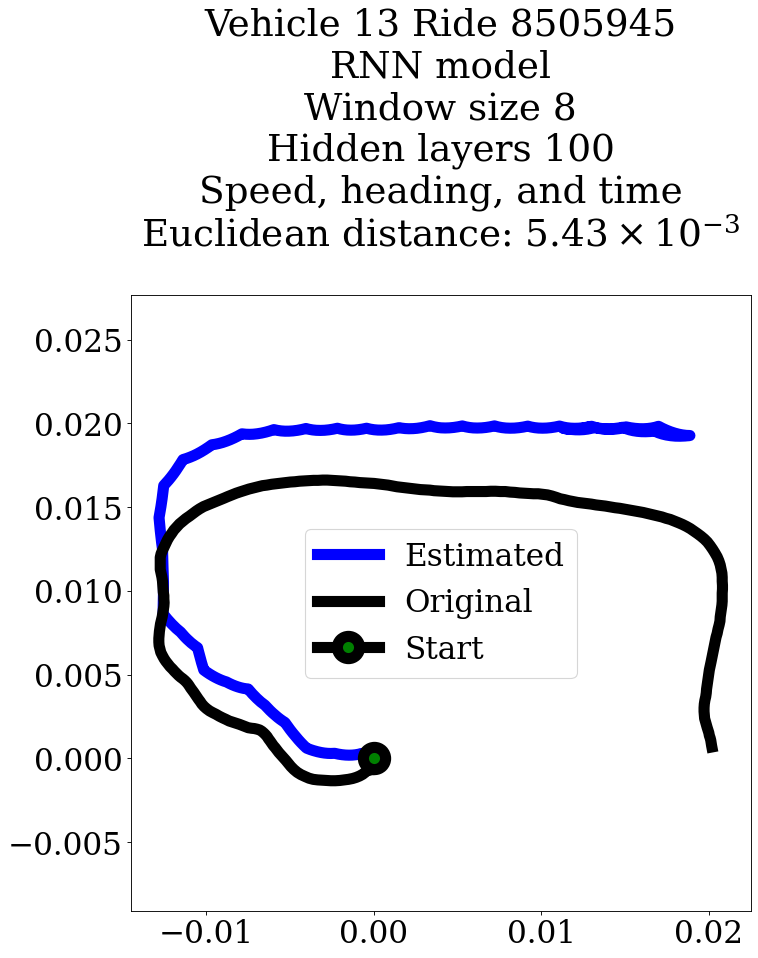 Vehicle 13 Ride 8505945
RNN model
Window size 8
Hidden layers 100
Speed, heading, and time
Euclidean distance: 5.43 × 10⁻³
0.025
0.020
0.015
0.010
0.005
0.000
−0.005
Estimated
Original
Start
−0.01
0.00
0.01
0.02